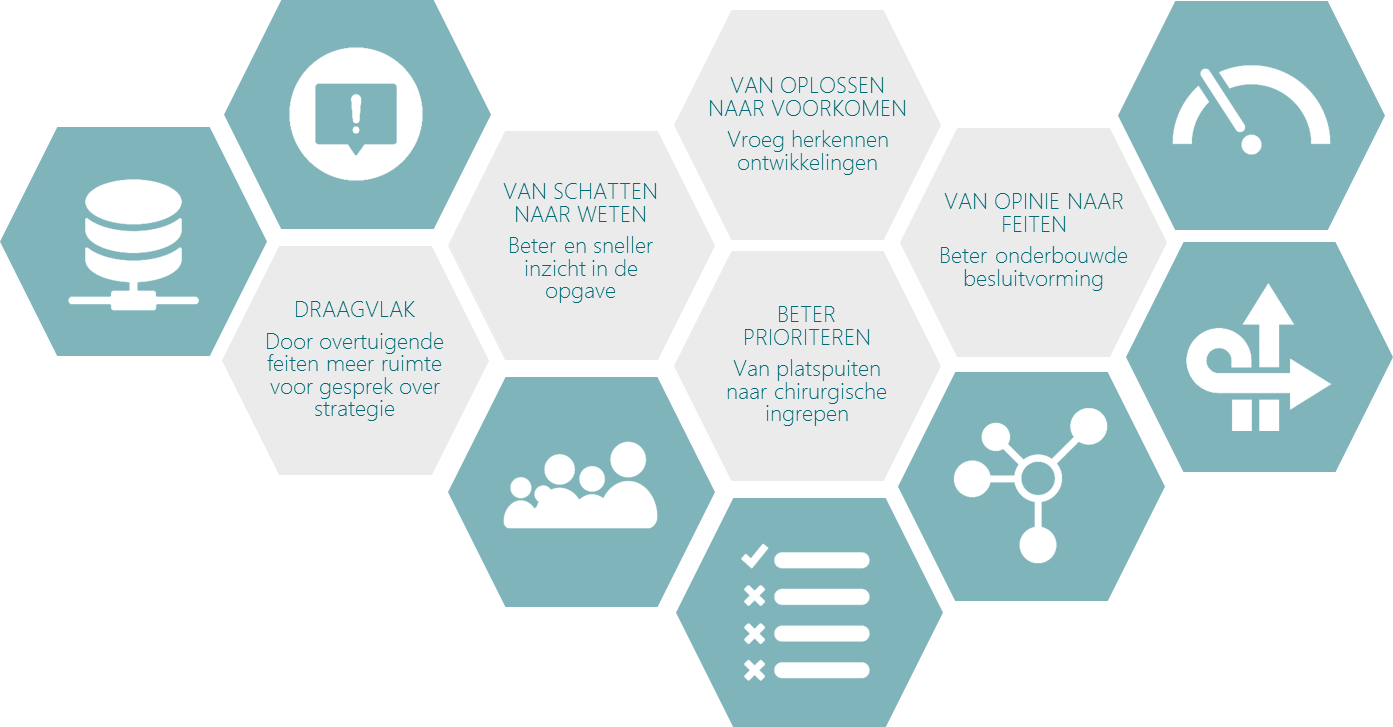 VAN OPLOSSEN
NAAR VOORKOMEN
Vroeg herkennen
ontwikkelingen
VAN SCHATTEN
NAAR WETEN
Beter en sneller
inzicht in de
opgave
VAN OPINIE NAAR
FEITEN
Beter onderbouwde
besluitvorming
DRAAGVLAK
Door overtuigende
feiten meer ruimte
voor gesprek over
strategie
BETER
PRIORITEREN
Van platspuiten
naar chirurgische
ingrepen